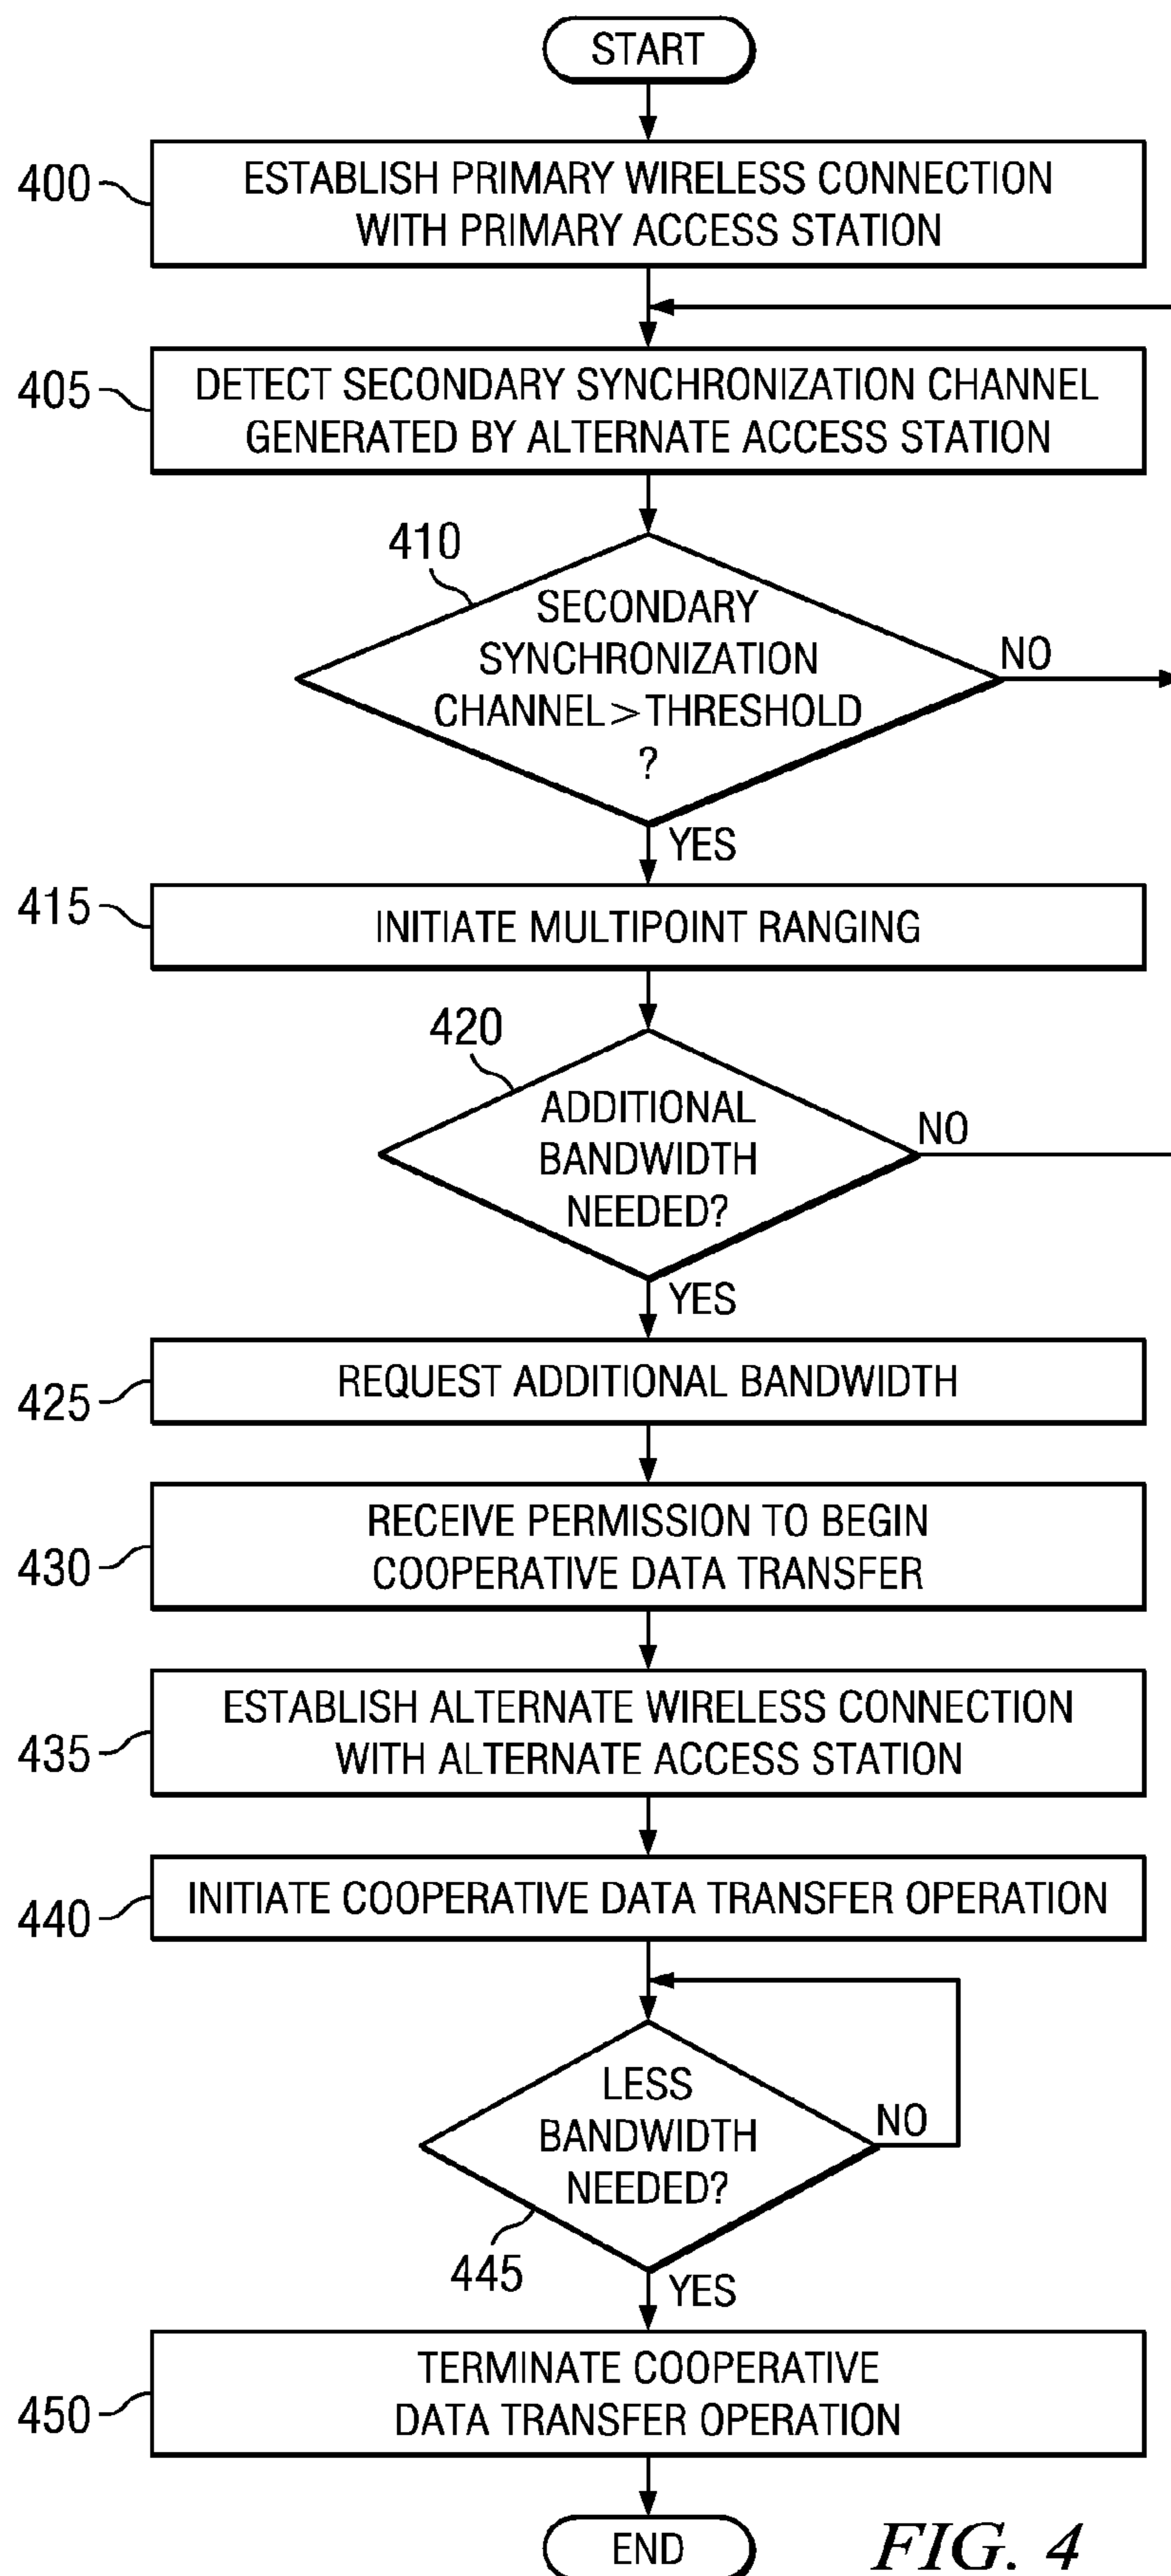 START
400
ESTABLISH PRIMARY WIRELESS CONNECTION
WITH PRIMARY ACCESS STATION
405
DETECT SECONDARY SYNCHRONIZATION CHANNEL
GENERATED BY ALTERNATE ACCESS STATION
410
SECONDARY
SYNCHRONIZATION
CHANNEL>THRESHOLD
?
NO
YES
415
INITIATE MULTIPOINT RANGING
420
ADDITIONAL
BANDWIDTH
NEEDED?
NO
YES
425
REQUEST ADDITIONAL BANDWIDTH
430
RECEIVE PERMISSION TO BEGIN
COOPERATIVE DATA TRANSFER
435
ESTABLISH ALTERNATE WIRELESS CONNECTION
WITH ALTERNATE ACCESS STATION
440
INITIATE COOPERATIVE DATA TRANSFER OPERATION
LESS
BANDWIDTH
NEEDED?
NO
445
YES
450
TERMINATE COOPERATIVE
DATA TRANSFER OPERATION
END
FIG. 4